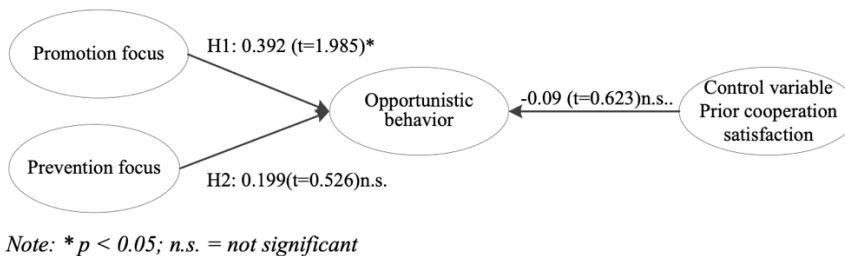 Promotion focus
H1: 0.392 (t=1.985)*
Opportunistic
behavior
-0.09 (t=0.623)n.s..
Control variable
Prior cooperation
satisfaction
Prevention focus
H2: 0.199(t=0.526)n.s.
Note: * p < 0.05; n.s. = not significant